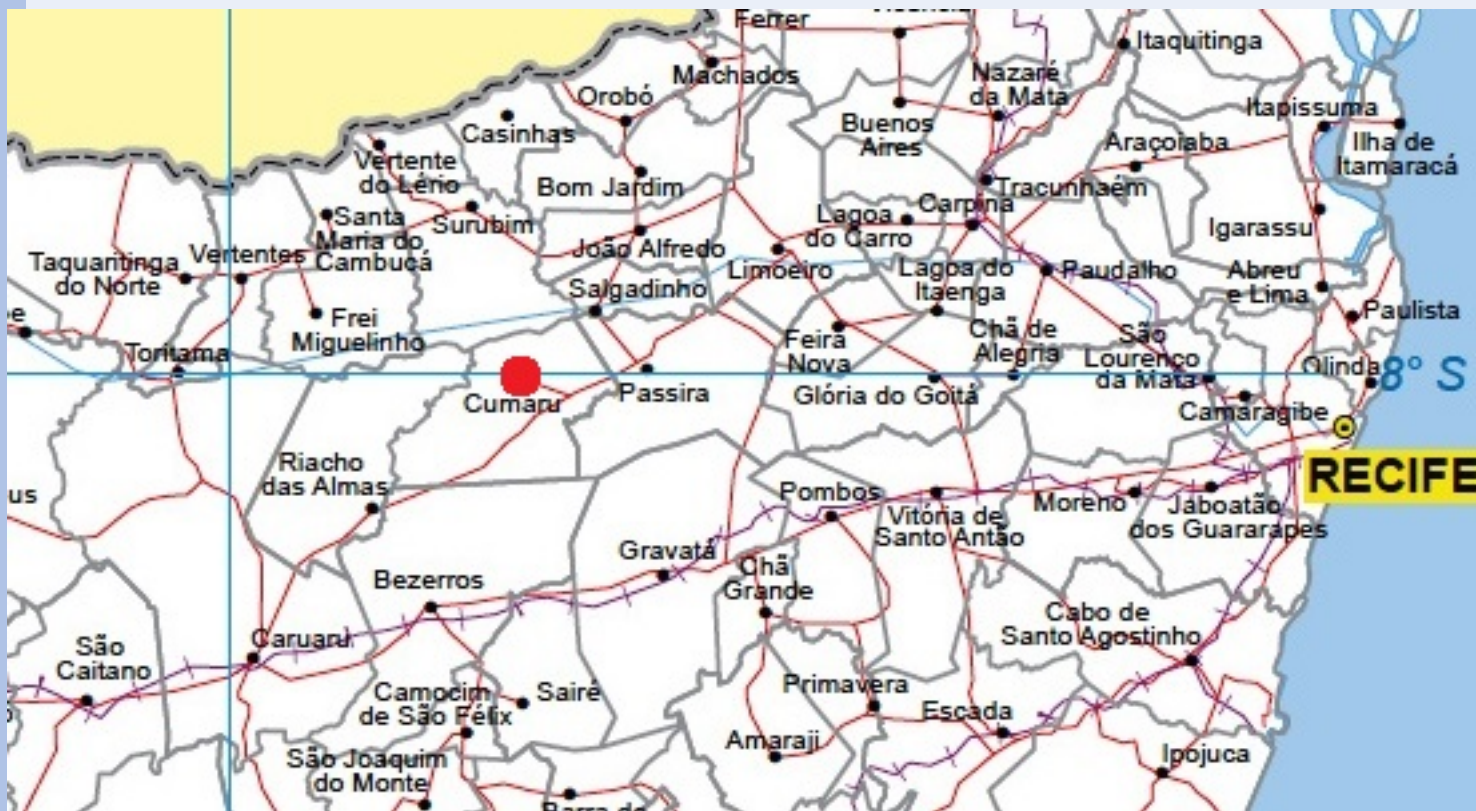 Ferrer
Machados
Itaquitinga
Nazaré
da Mata
Orobó
Casinhas
Buenos
Aires
Itapissuma
Araçoiaba
Ilha de
Itamaracá
Vertente
do Lério
Bom Jardim
Tracunhaém
Santa
Maria do
Cambucá
Surubim
João Alfredo
Lagoa
do Carro
Carpina
Igarassu
Taquaritinga
do Norte
Vertentes
Limoeiro
Lagoa do
Itaenga
Paudalho
Abreu
e Lima
Salgadinho
Frei
Miguelinho
Feira
Nova
Chã de
Alegria
São
Lourenço
da Mata
Paulista
Toritama
Olinda
8° S
Cumaru
Passira
Glória do Goitá
Camaragibe
RECIFE
Riacho
das Almas
us
Pombos
Vitória de
Santo Antão
Moreno
Jaboatão
dos Guararapes
Gravatá
Bezerros
Chã
Grande
Cabo de
Santo Agostinho
São
Caitano
Caruaru
Camocim
de São Félix
Sairé
Primavera
Escada
Amaraji
São Joaquim
do Monte
Ipojuca
Barra de